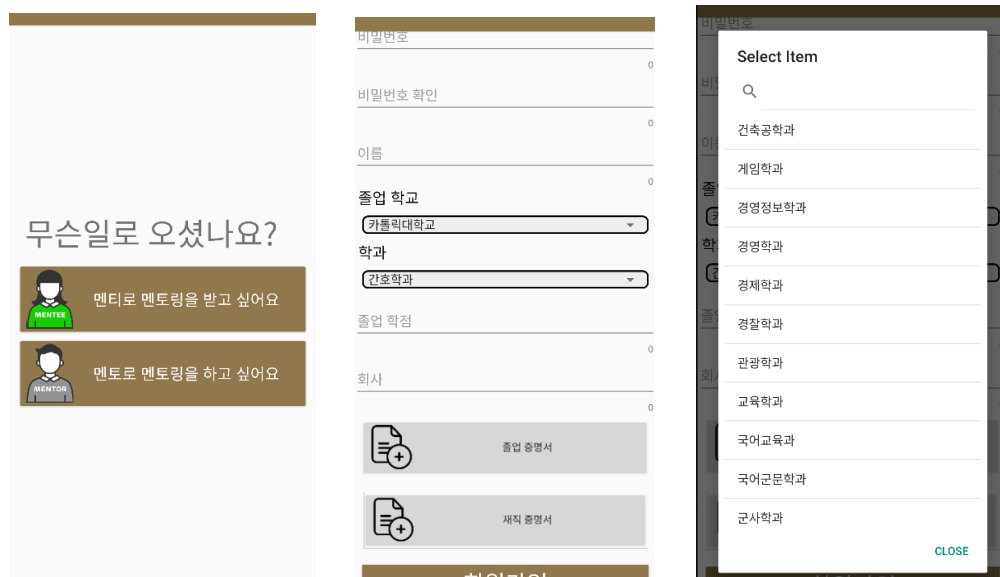 무슨일로 오셨나요?
MENTEE
멘티로 멘토링을 받고 싶어요
MENTOR
멘토로 멘토링을 하고 싶어요
비밀번호
0
비밀번호 확인
0
이름
0
졸업 학교
카톨릭대학교
학과
간호학과
졸업 학점
0
회사
0
졸업 증명서
재직 증명서
비밀번호
Select Item
건축공학과
게임학과
경영정보학과
경영학과
경제학과
경찰학과
관광학과
교육학과
국어교육과
국어군문학과
군사학과
CLOSE